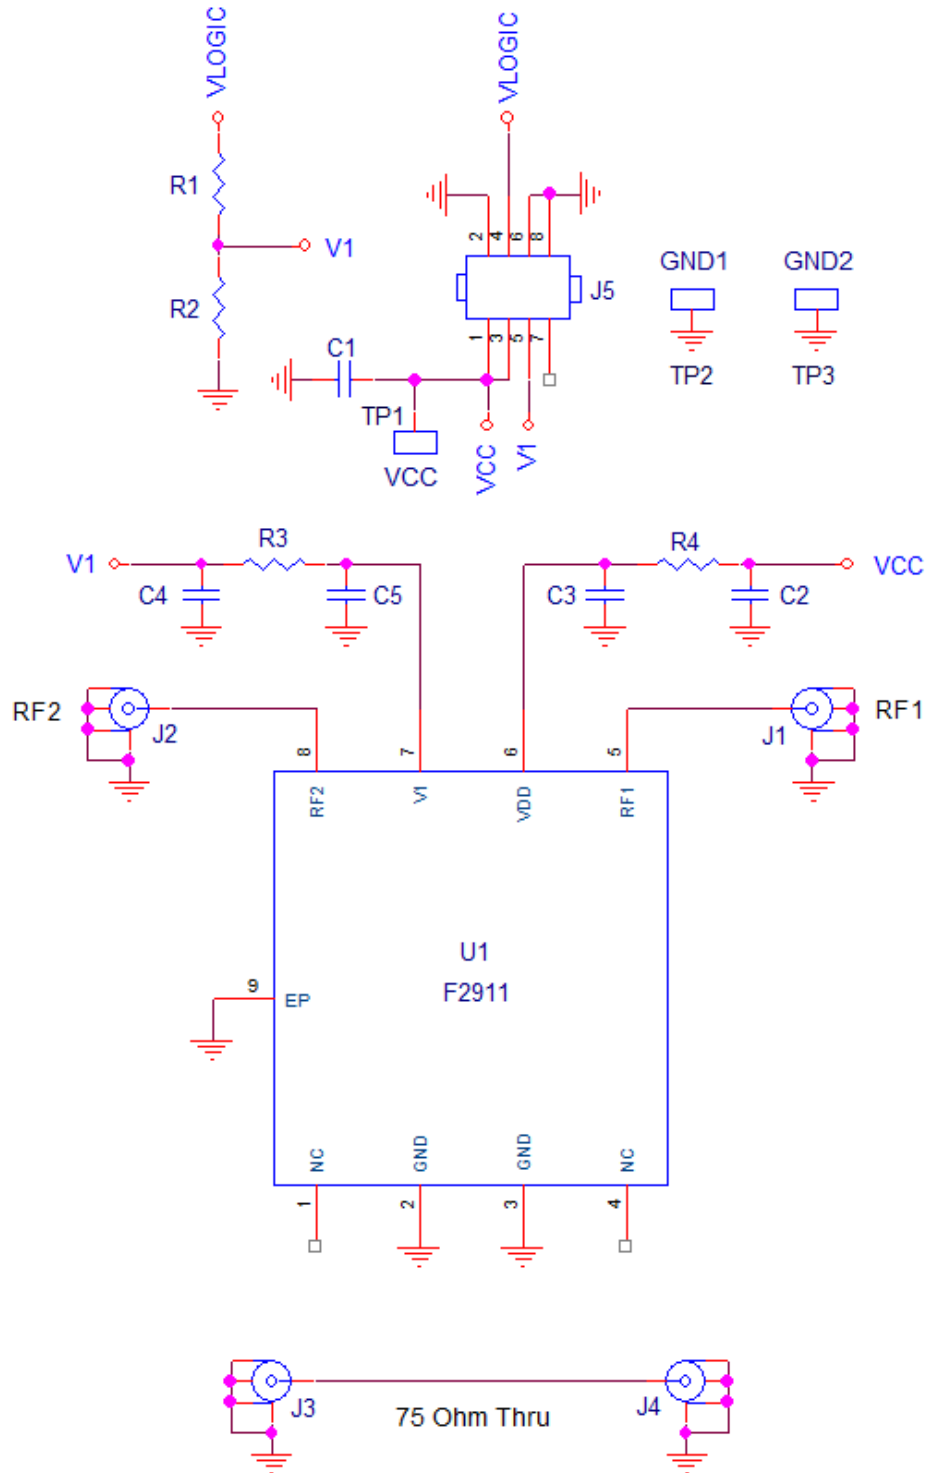 VLOGIC
VLOGIC
R1
2
4
6
8
V1
GND1
GND2
R2
J5
1
3
5
7
C1
TP2
TP3
TP1
VCC
VCC
V1
V1
R3
R4
VCC
C4
C5
C3
C2
RF2
J2
J1
RF1
8
7
6
5
RF2
V1
VDD
RF1
U1
F2911
9
EP
NC
GND
GND
NC
1
2
3
4
J3
75 Ohm Thru
J4